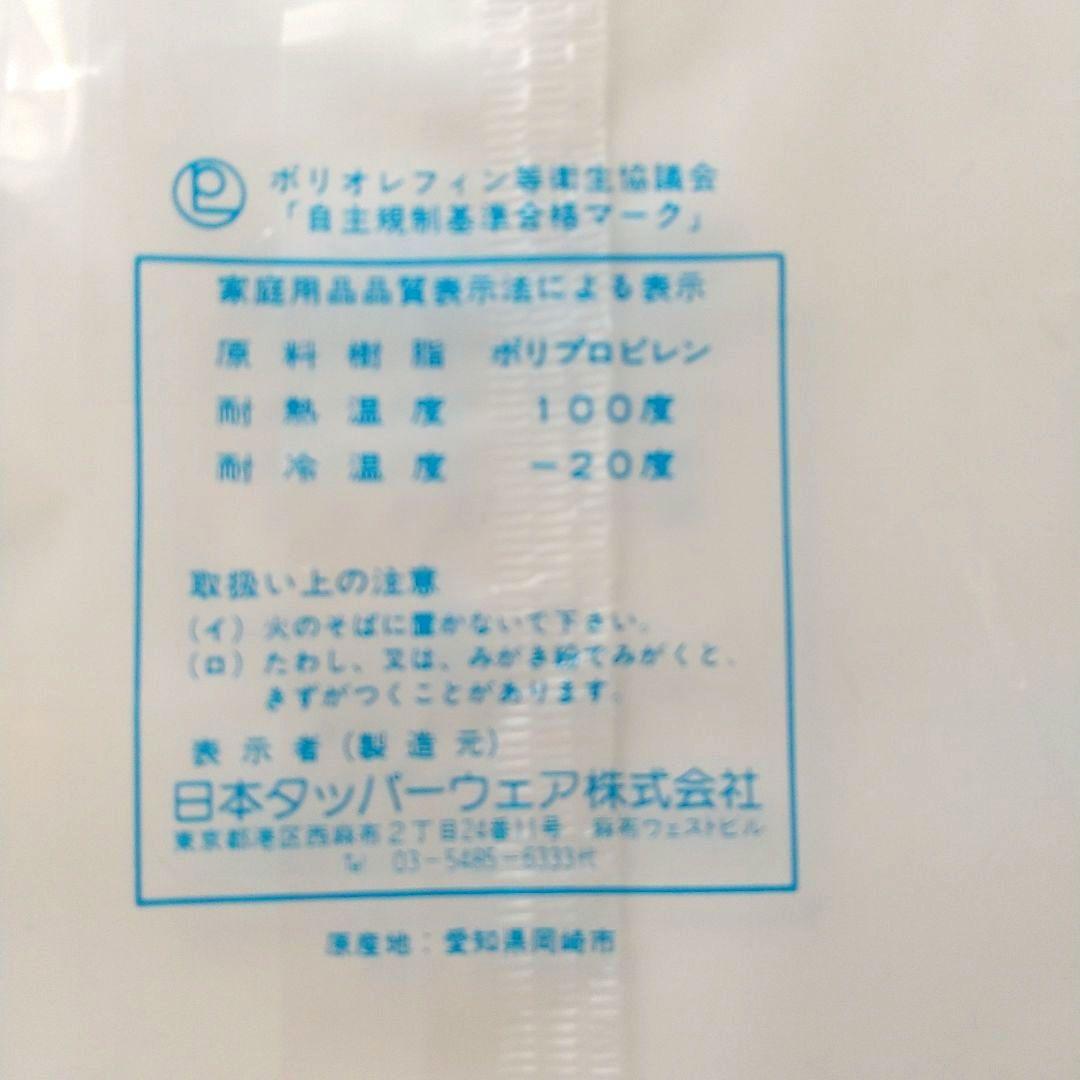 PL ポリオレフィン等衛生協議会
「自主規制基準合格マーク」
家庭用品品質表示法による表示
原料樹脂 ポリプロピレン
耐熱温度 100度
耐冷温度 -20度
取扱い上の注意
(イ) 火のそばに置かないで下さい。
(ロ) たわし、又は、みがき粉でみがくと、
きずがつくことがあります。
表示者(製造元)
日本タッパーウェア株式会社
東京都港区西麻布2丁目24番11号 麻布ウェストビル
Tel 03-5485-6333代
原産地:愛知県岡崎市